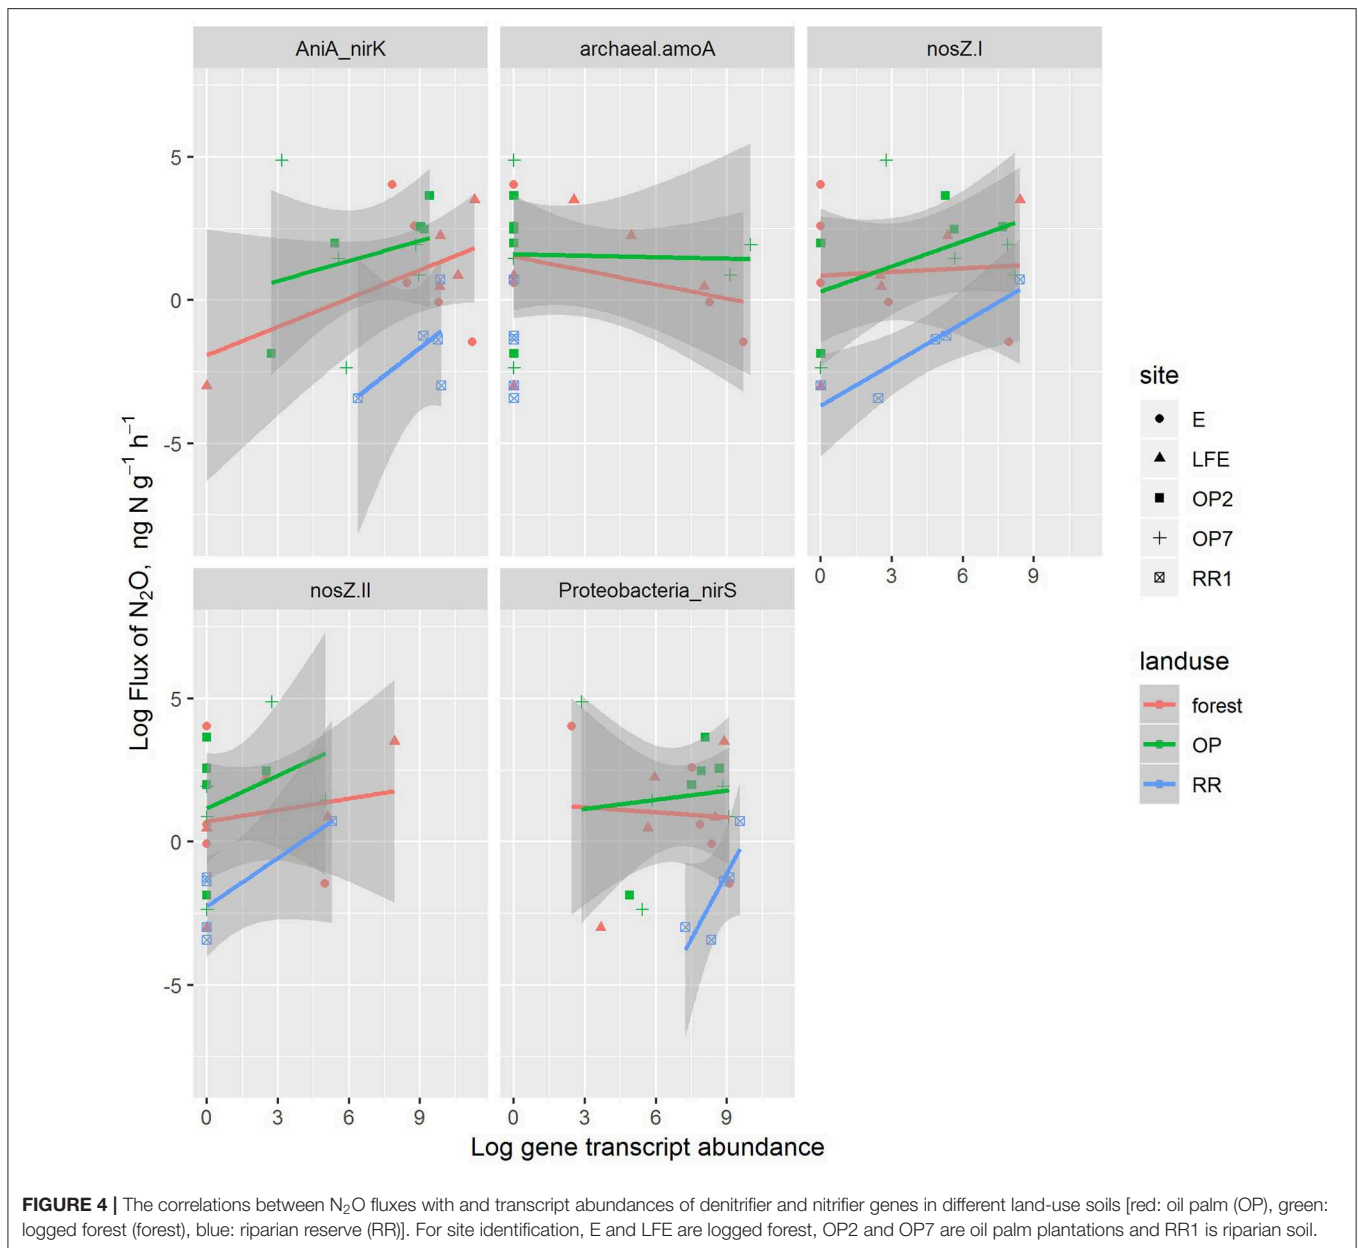 AniA_nirK
archaeal.amoA
nosZ.I
5
0
-5
0
3
6
9
nosZ.II
Proteobacteria_nirS
5
0
-5
0
3
6
9
0
3
6
9
Log Flux of N₂O, ng N g⁻¹ h⁻¹
Log gene transcript abundance
site
E
LFE
OP2
OP7
RR1
landuse
forest
OP
RR
FIGURE 4 | The correlations between N₂O fluxes with and transcript abundances of denitrifier and nitrifier genes in different land-use soils [red: oil palm (OP), green:
logged forest (forest), blue: riparian reserve (RR)]. For site identification, E and LFE are logged forest, OP2 and OP7 are oil palm plantations and RR1 is riparian soil.